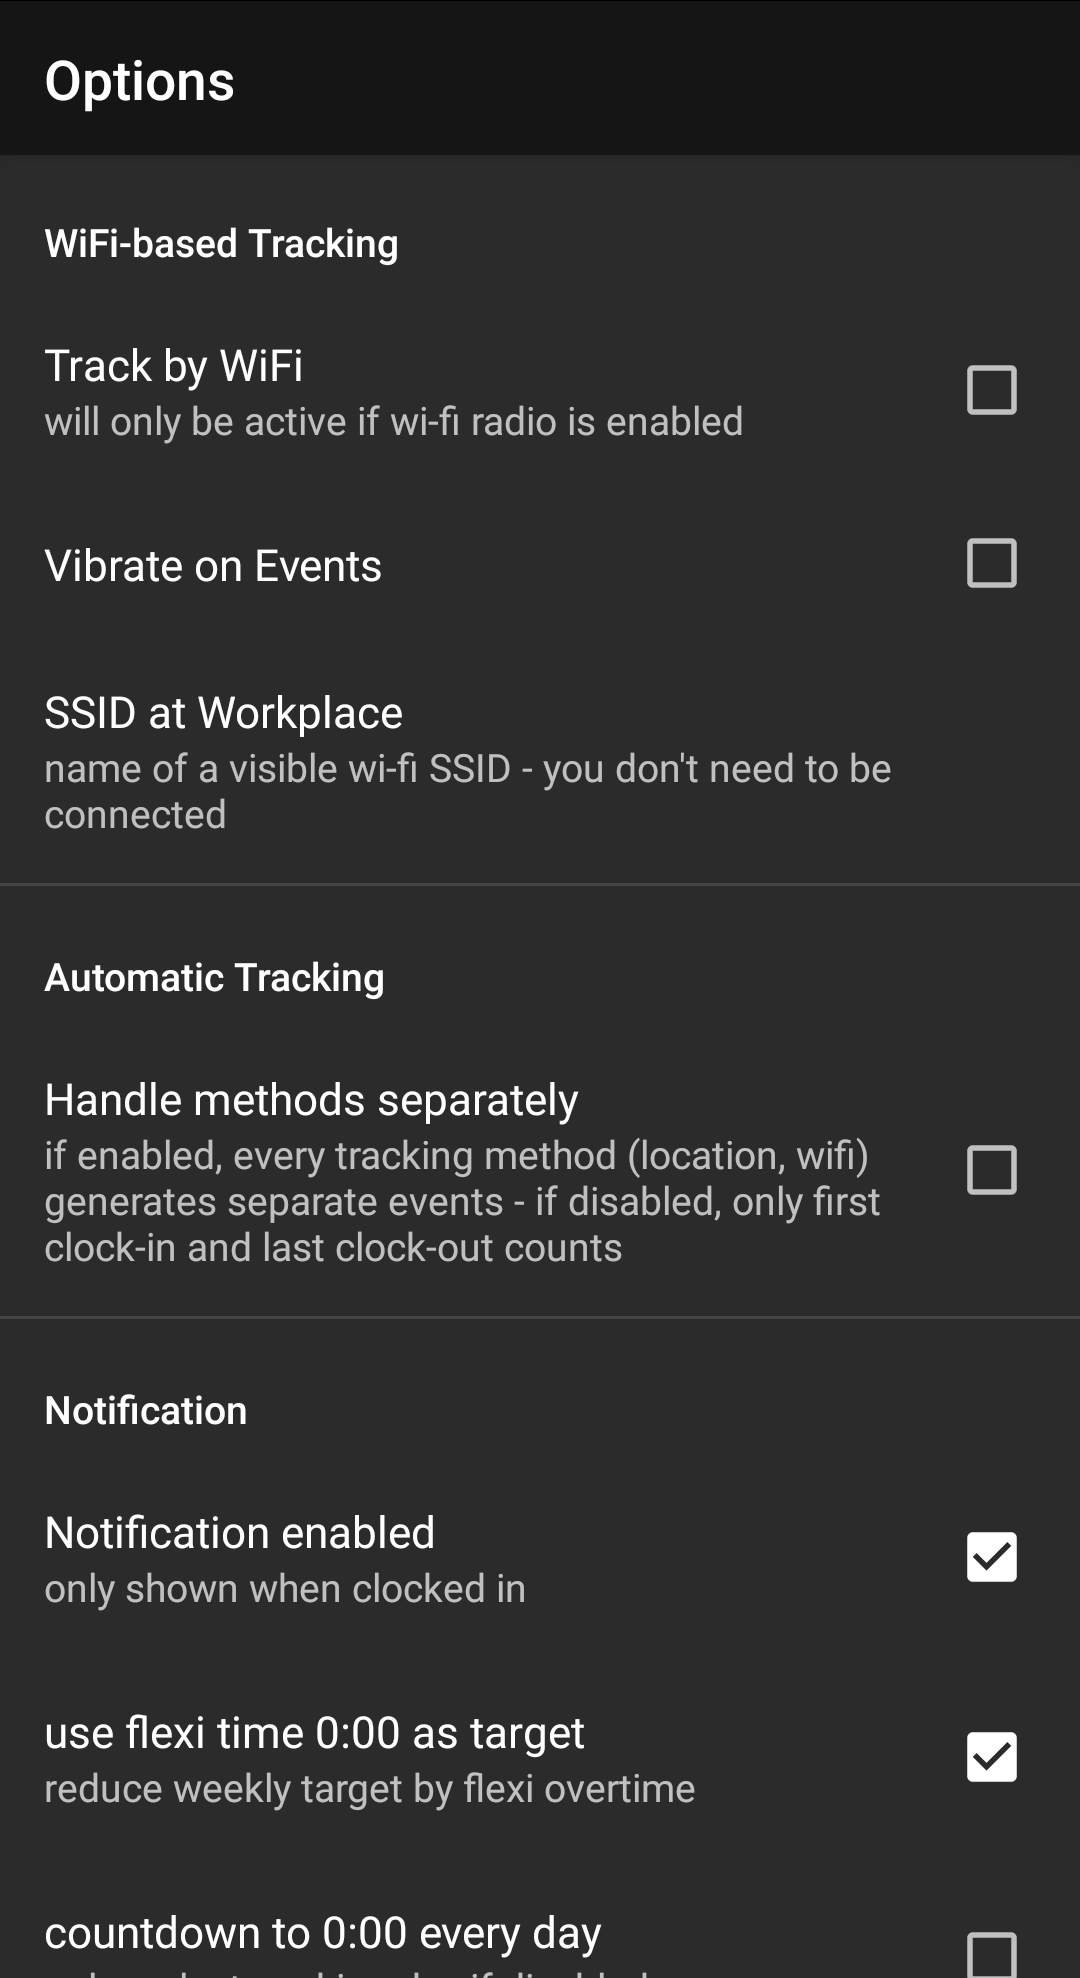 Options
WiFi-based Tracking
Track by WiFi
will only be active if wi-fi radio is enabled
Vibrate on Events
SSID at Workplace
name of a visible wi-fi SSID - you don't need to be
connected
Automatic Tracking
Handle methods separately
if enabled, every tracking method (location, wifi)
generates separate events - if disabled, only first
clock-in and last clock-out counts
Notification
Notification enabled
only shown when clocked in
use flexi time 0:00 as target
reduce weekly target by flexi overtime
countdown to 0:00 every day